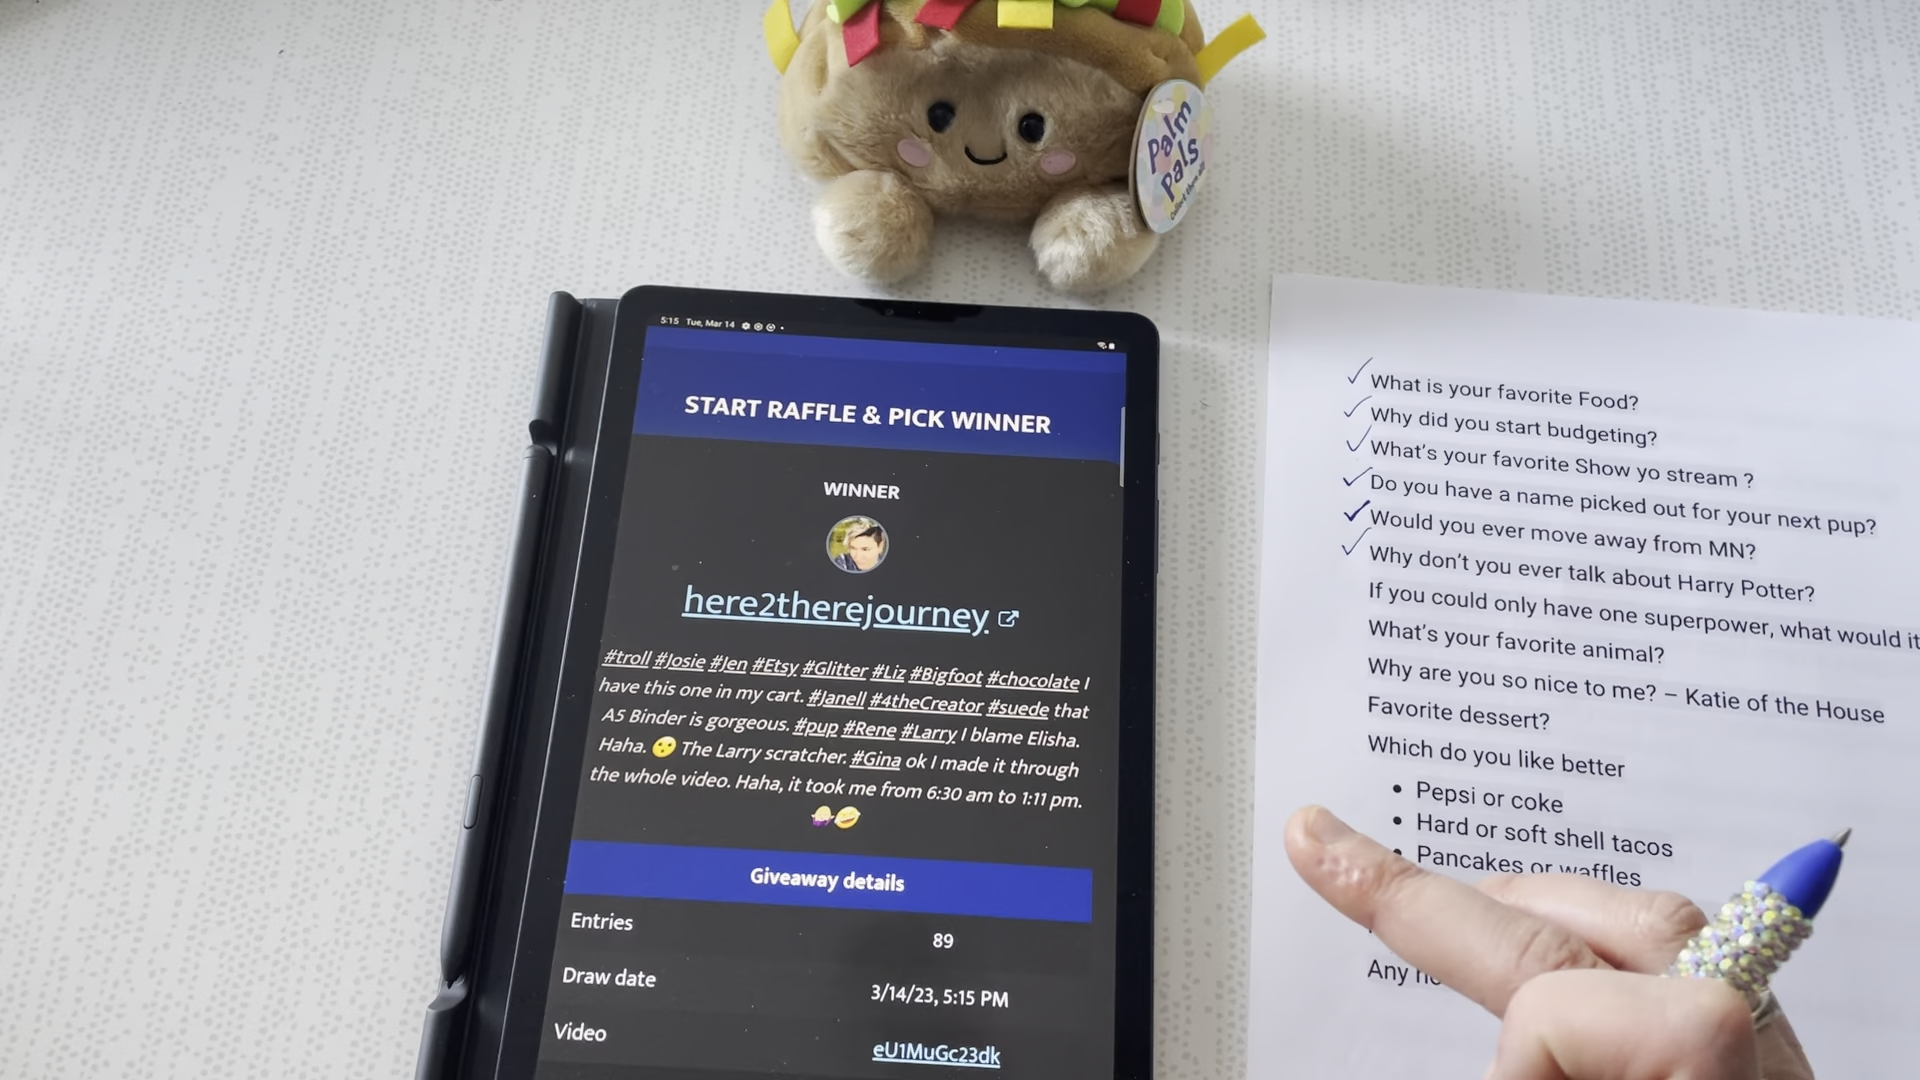 Palm
Pals
5:15 Tue, Mar 14
START RAFFLE & PICK WINNER
WINNER
here2therejourney
#troll #Josie #Jen #Etsy #Glitter #Liz #Bigfoot #chocolate I
have this one in my cart. #Janell #4theCreator #suede that
A5 Binder is gorgeous. #pup #Rene #Larry I blame Elisha.
Haha. 😗 The Larry scratcher. #Gina ok I made it through
the whole video. Haha, it took me from 6:30 am to 1:11 pm.
Giveaway details
Entries 89
Draw date 3/14/23, 5:15 PM
Video eU1MuGc23dk
What is your favorite Food?
Why did you start budgeting?
What's your favorite Show yo stream ?
Do you have a name picked out for your next pup?
Would you ever move away from MN?
Why don't you ever talk about Harry Potter?
If you could only have one superpower, what would it
What's your favorite animal?
Why are you so nice to me? – Katie of the House
Favorite dessert?
Which do you like better
• Pepsi or coke
• Hard or soft shell tacos
• Pancakes or waffles
Any